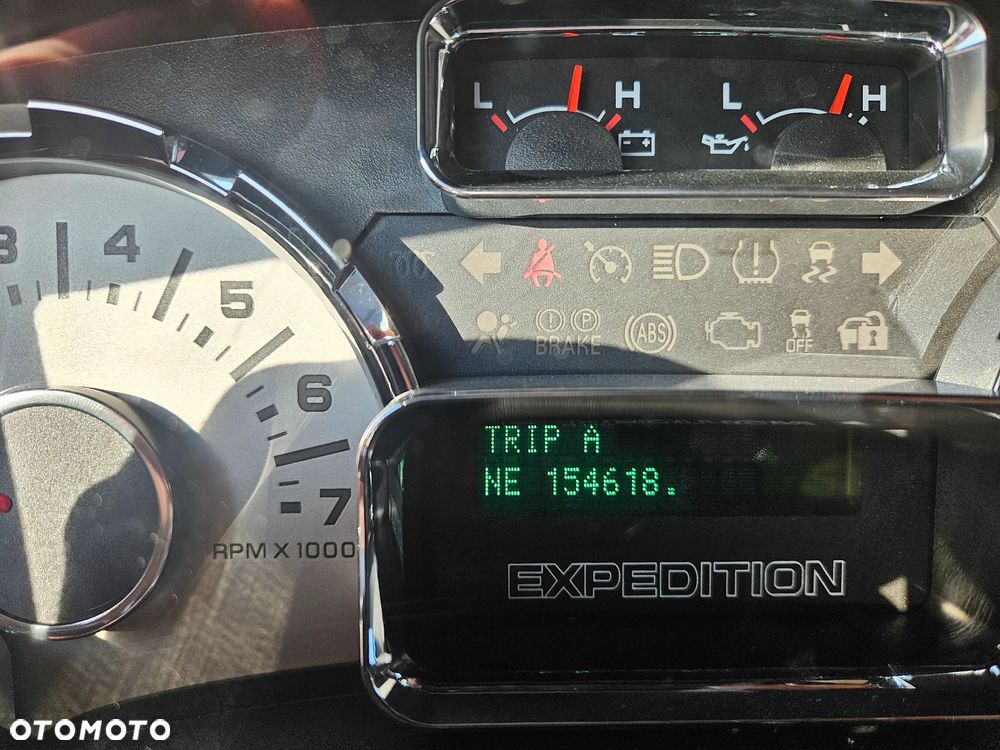 L H L H
3 4 5 6 7
RPM X 1000
BRAKE ABS OFF
TRIP A
NE 154618.
EXPEDITION
OTOMOTO